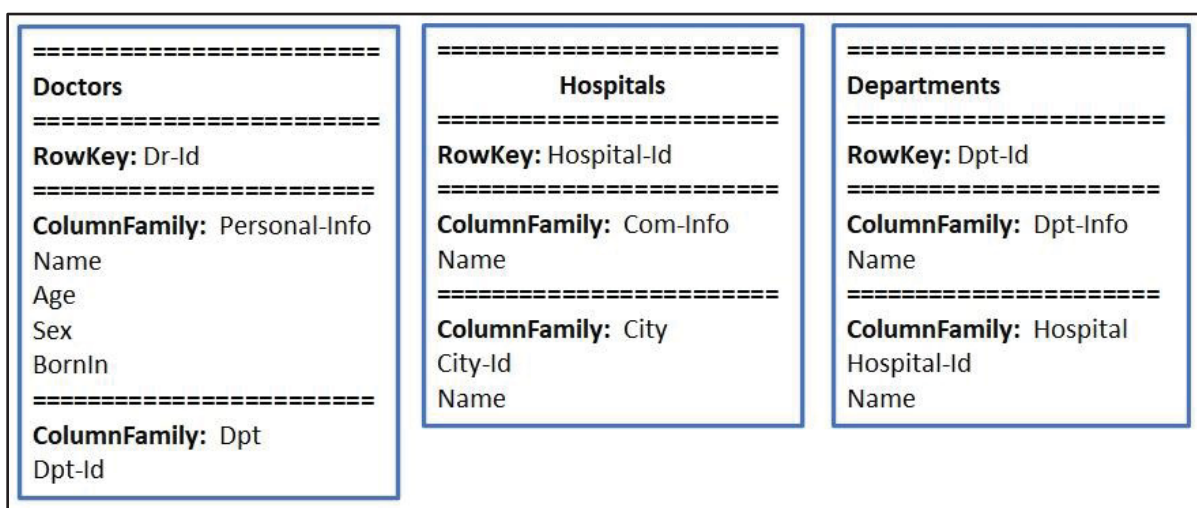 ========================
Doctors
========================
RowKey: Dr-Id
========================
ColumnFamily: Personal-Info
Name
Age
Sex
BornIn
========================
ColumnFamily: Dpt
Dpt-Id
========================
Hospitals
========================
RowKey: Hospital-Id
========================
ColumnFamily: Com-Info
Name
========================
ColumnFamily: City
City-Id
Name
======================
Departments
======================
RowKey: Dpt-Id
======================
ColumnFamily: Dpt-Info
Name
======================
ColumnFamily: Hospital
Hospital-Id
Name